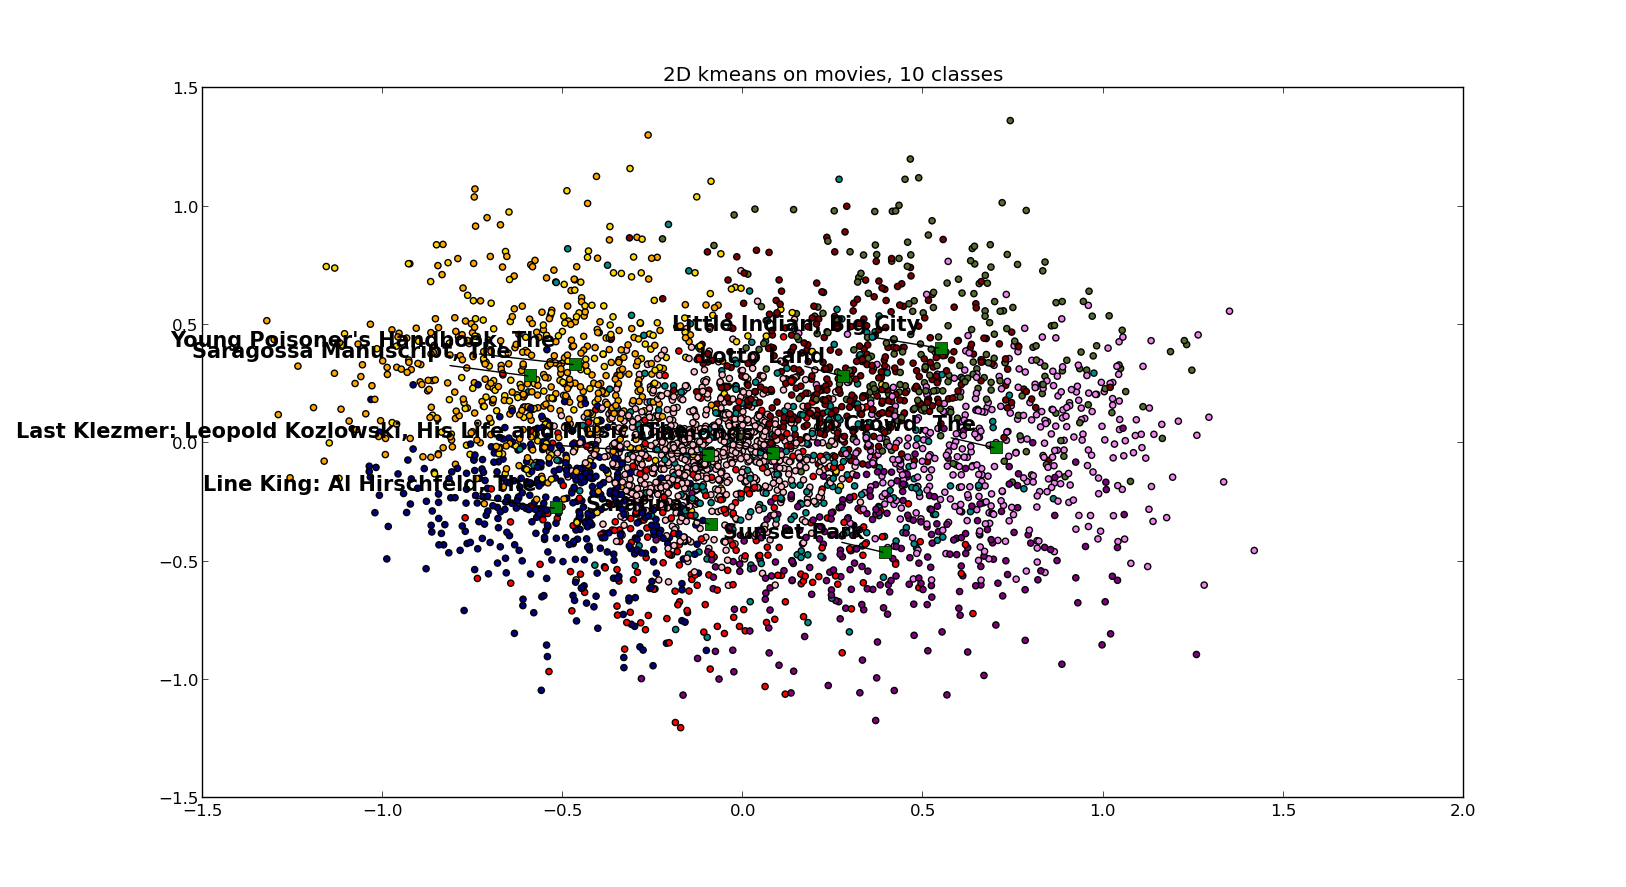 2D kmeans on movies, 10 classes
1.5
1.0
0.5
0.0
−0.5
−1.0
−1.5
Little Indian, Big City
Young Poisoner's Handbook, The
Saragossa Manuscript, The
Land
In Crowd, The
Last Klezmer: Leopold Kozlowski, His Life and Music, The
Line King: Al Hirschfeld, The
Sunset Park
−1.5
−1.0
−0.5
0.0
0.5
1.0
1.5
2.0